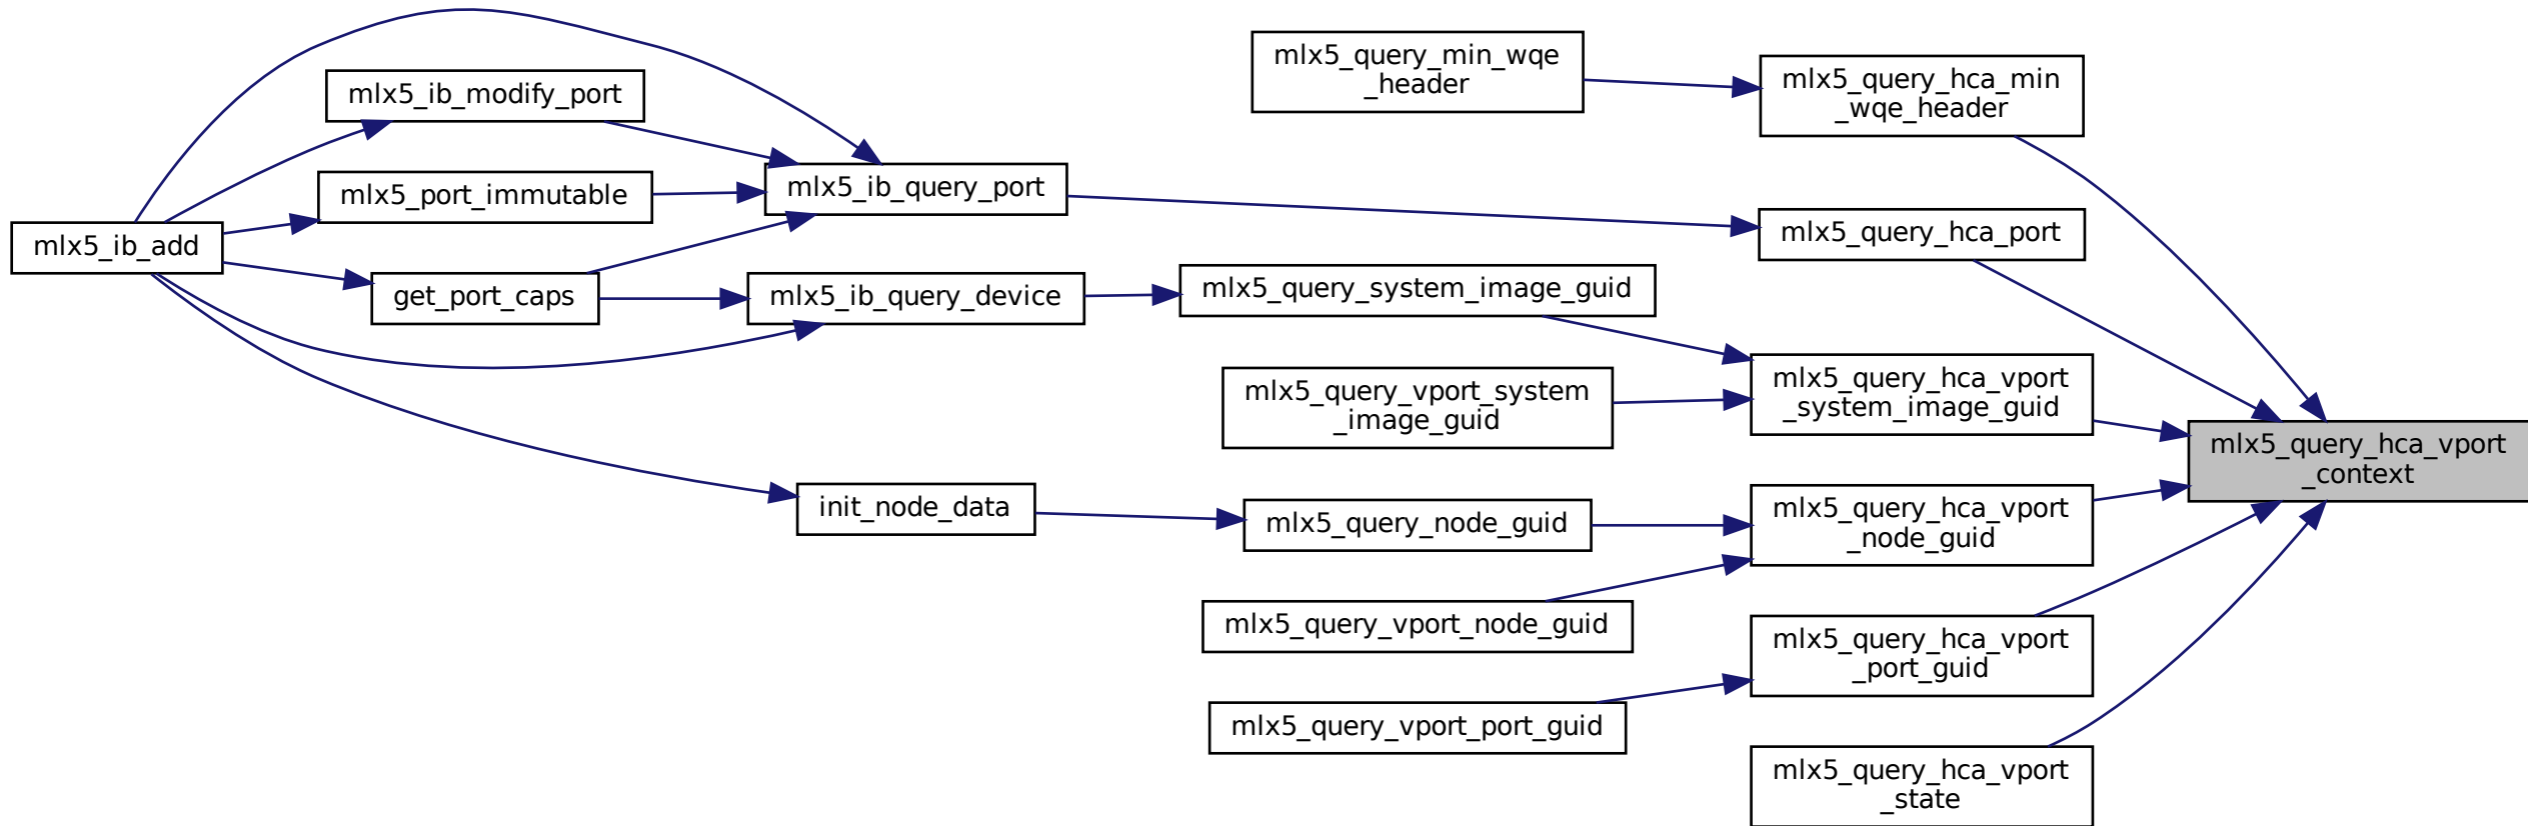 mlx5_ib_add
mlx5_ib_modify_port
mlx5_port_immutable
get_port_caps
mlx5_ib_query_port
mlx5_ib_query_device
init_node_data
mlx5_query_min_wqe
_header
mlx5_query_system_image_guid
mlx5_query_vport_system
_image_guid
mlx5_query_node_guid
mlx5_query_vport_node_guid
mlx5_query_vport_port_guid
mlx5_query_hca_min
_wqe_header
mlx5_query_hca_port
mlx5_query_hca_vport
_system_image_guid
mlx5_query_hca_vport
_node_guid
mlx5_query_hca_vport
_port_guid
mlx5_query_hca_vport
_state
mlx5_query_hca_vport
_context